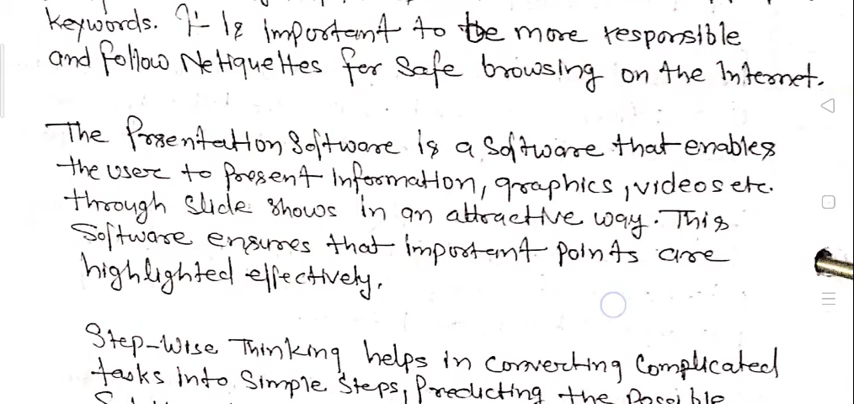 keywords. It is important to be more responsible
and follow Netiquettes for safe browsing on the Internet.
The Presentation Software is a Software that enables
the user to present Information, graphics, videos etc.
through slide shows in an attractive way. This
Software ensures that important points are
highlighted effectively.
Step-Wise Thinking helps in converting Complicated
tasks into Simple Steps, Predicting the Possible